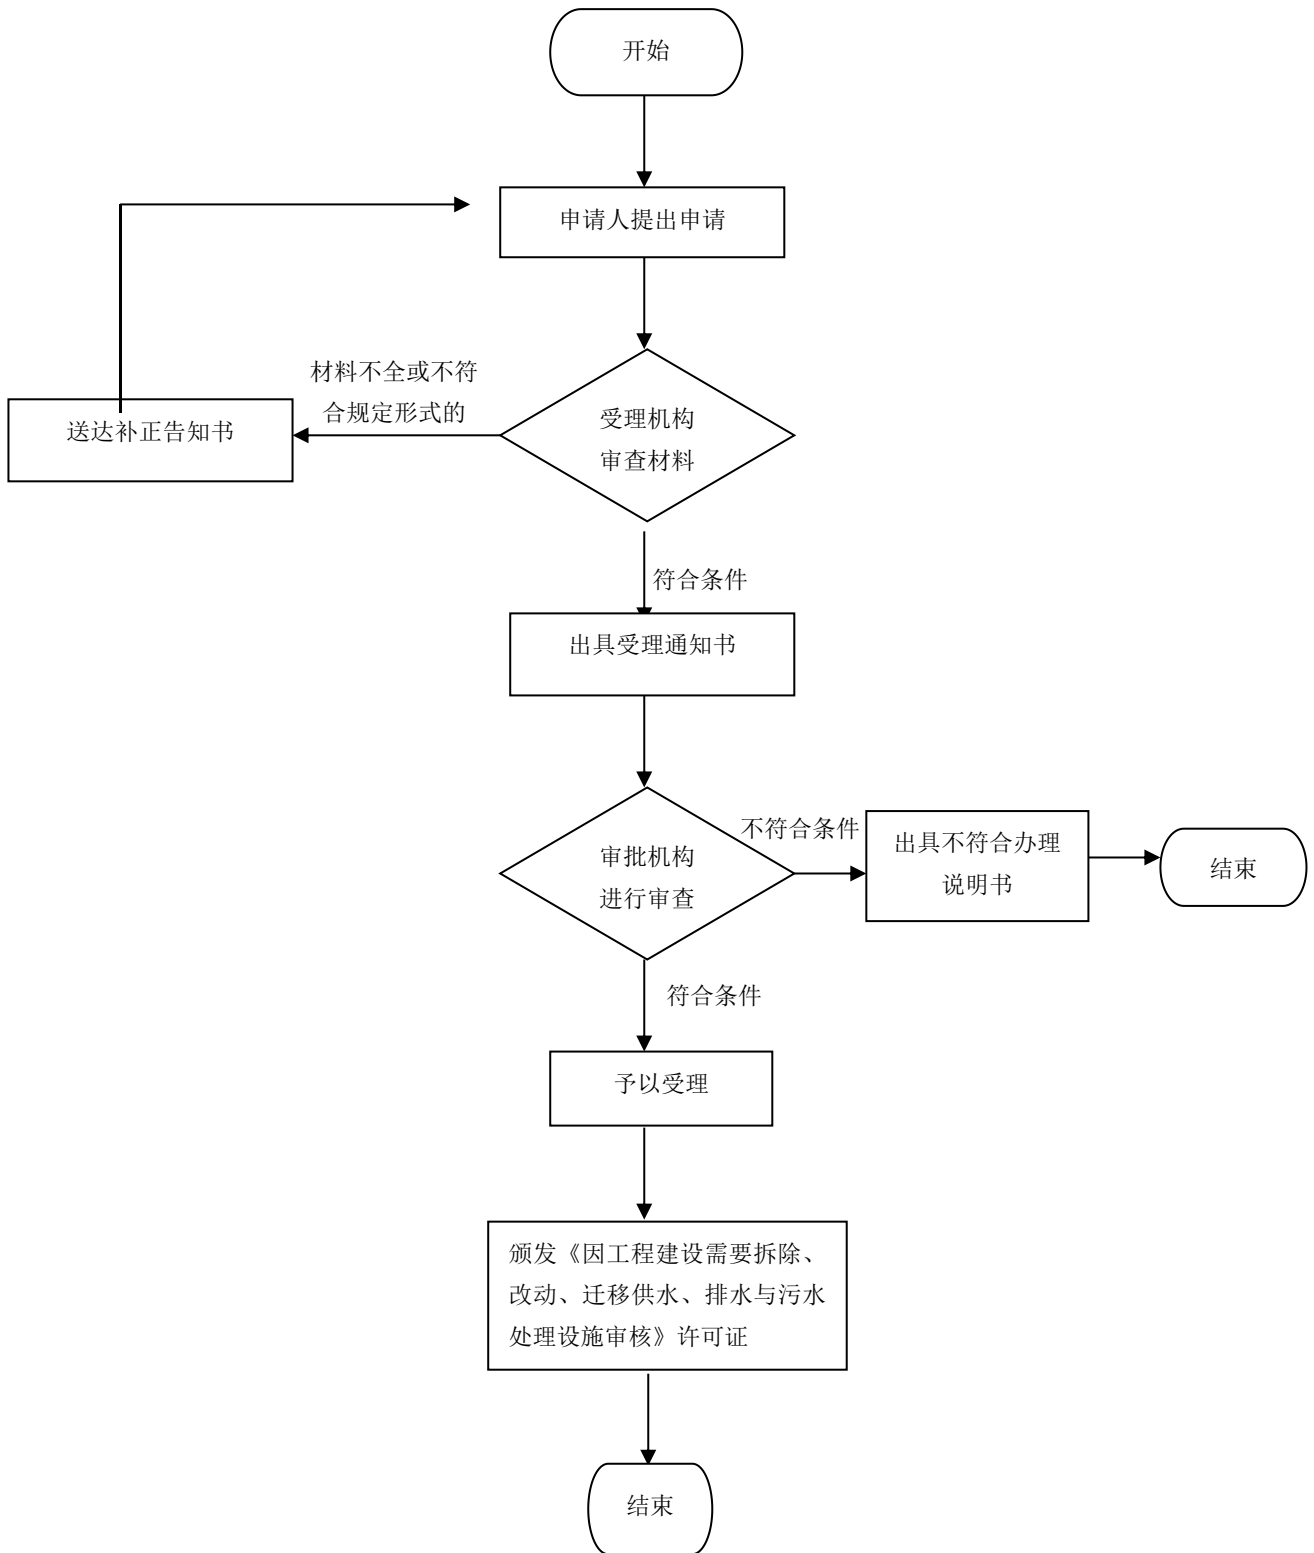 开始
申请人提出申请
材料不全或不符
合规定形式的
送达补正告知书
受理机构
审查材料
符合条件
出具受理通知书
不符合条件
审批机构
进行审查
出具不符合办理
说明书
结束
符合条件
予以受理
颁发《因工程建设需要拆除、
改动、迁移供水、排水与污水
处理设施审核》许可证
结束